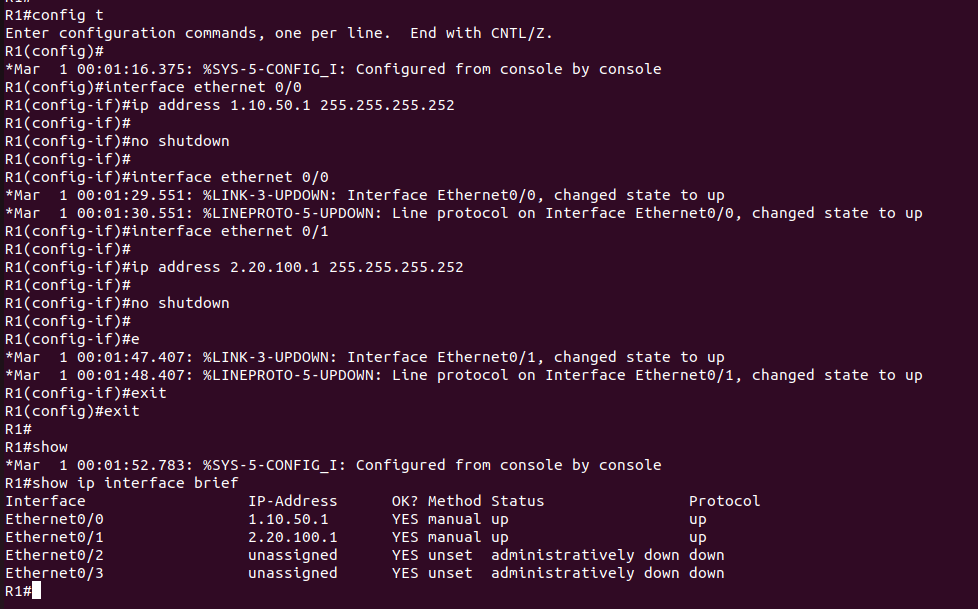 R1#config t
Enter configuration commands, one per line.  End with CNTL/Z.
R1(config)#
*Mar  1 00:01:16.375: %SYS-5-CONFIG_I: Configured from console by console
R1(config)#interface ethernet 0/0
R1(config-if)#ip address 1.10.50.1 255.255.255.252
R1(config-if)#
R1(config-if)#no shutdown
R1(config-if)#
R1(config-if)#interface ethernet 0/0
*Mar  1 00:01:29.551: %LINK-3-UPDOWN: Interface Ethernet0/0, changed state to up
*Mar  1 00:01:30.551: %LINEPROTO-5-UPDOWN: Line protocol on Interface Ethernet0/0, changed state to up
R1(config-if)#interface ethernet 0/1
R1(config-if)#
R1(config-if)#ip address 2.20.100.1 255.255.255.252
R1(config-if)#
R1(config-if)#no shutdown
R1(config-if)#
R1(config-if)#e
*Mar  1 00:01:47.407: %LINK-3-UPDOWN: Interface Ethernet0/1, changed state to up
*Mar  1 00:01:48.407: %LINEPROTO-5-UPDOWN: Line protocol on Interface Ethernet0/1, changed state to up
R1(config-if)#exit
R1(config)#exit
R1#
R1#show
*Mar  1 00:01:52.783: %SYS-5-CONFIG_I: Configured from console by console
R1#show ip interface brief
Interface                  IP-Address      OK? Method Status                Protocol
Ethernet0/0                1.10.50.1       YES manual up                    up
Ethernet0/1                2.20.100.1      YES manual up                    up
Ethernet0/2                unassigned      YES unset  administratively down down
Ethernet0/3                unassigned      YES unset  administratively down down
R1#